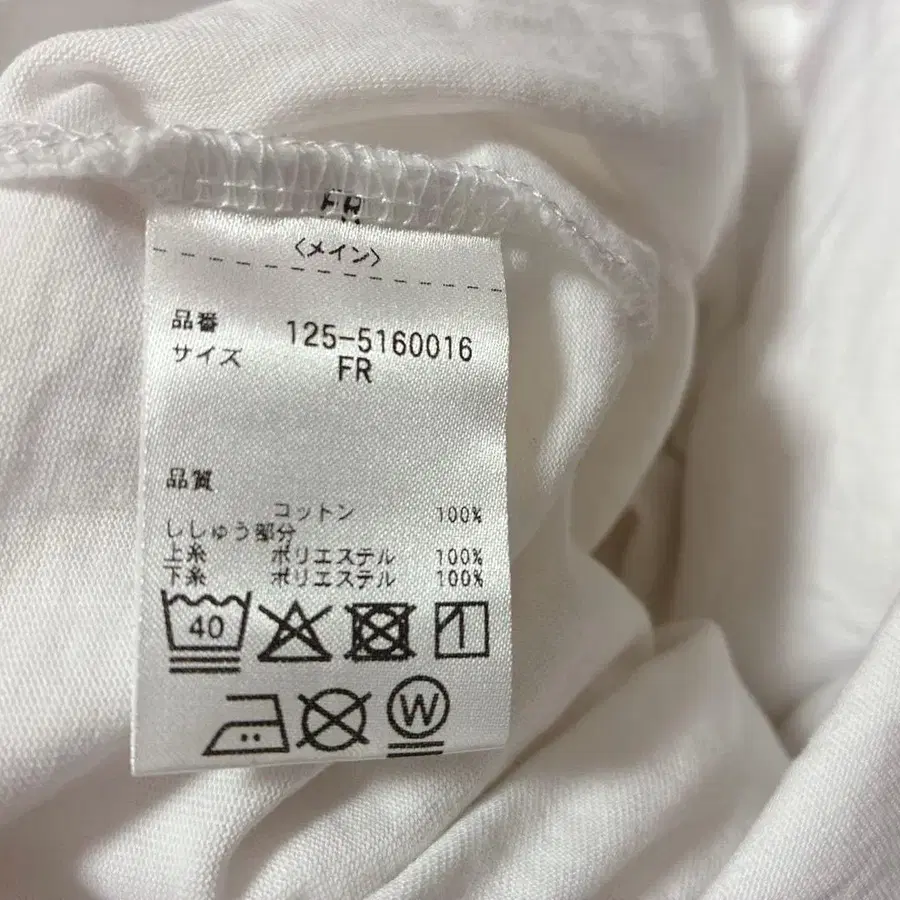 FR
〈メイン〉
品番 125-5160016
サイズ FR
品質
コットン 100%
ししゅう部分
上糸 ポリエステル 100%
下糸 ポリエステル 100%
40
W